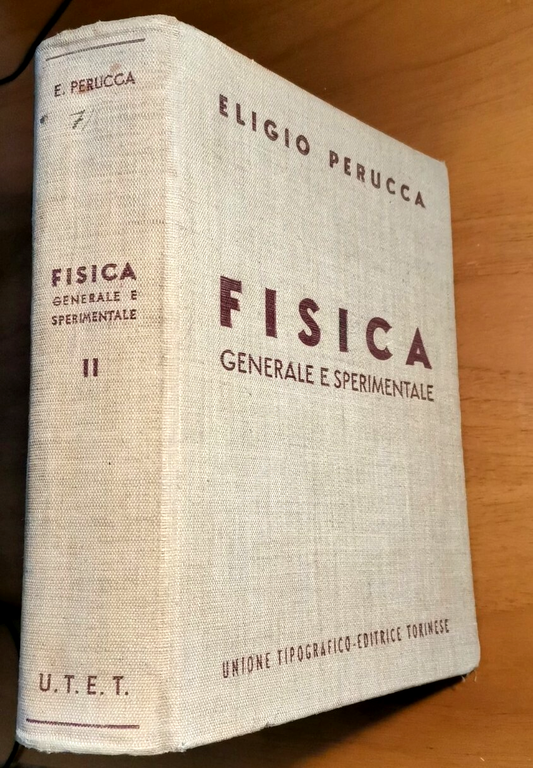 E. PERUCCA
7/
FISICA
GENERALE E
SPERIMENTALE
II
U.T.E.T.
ELIGIO PERUCCA
FISICA
GENERALE E SPERIMENTALE
UNIONE TIPOGRAFICO-EDITRICE TORINESE